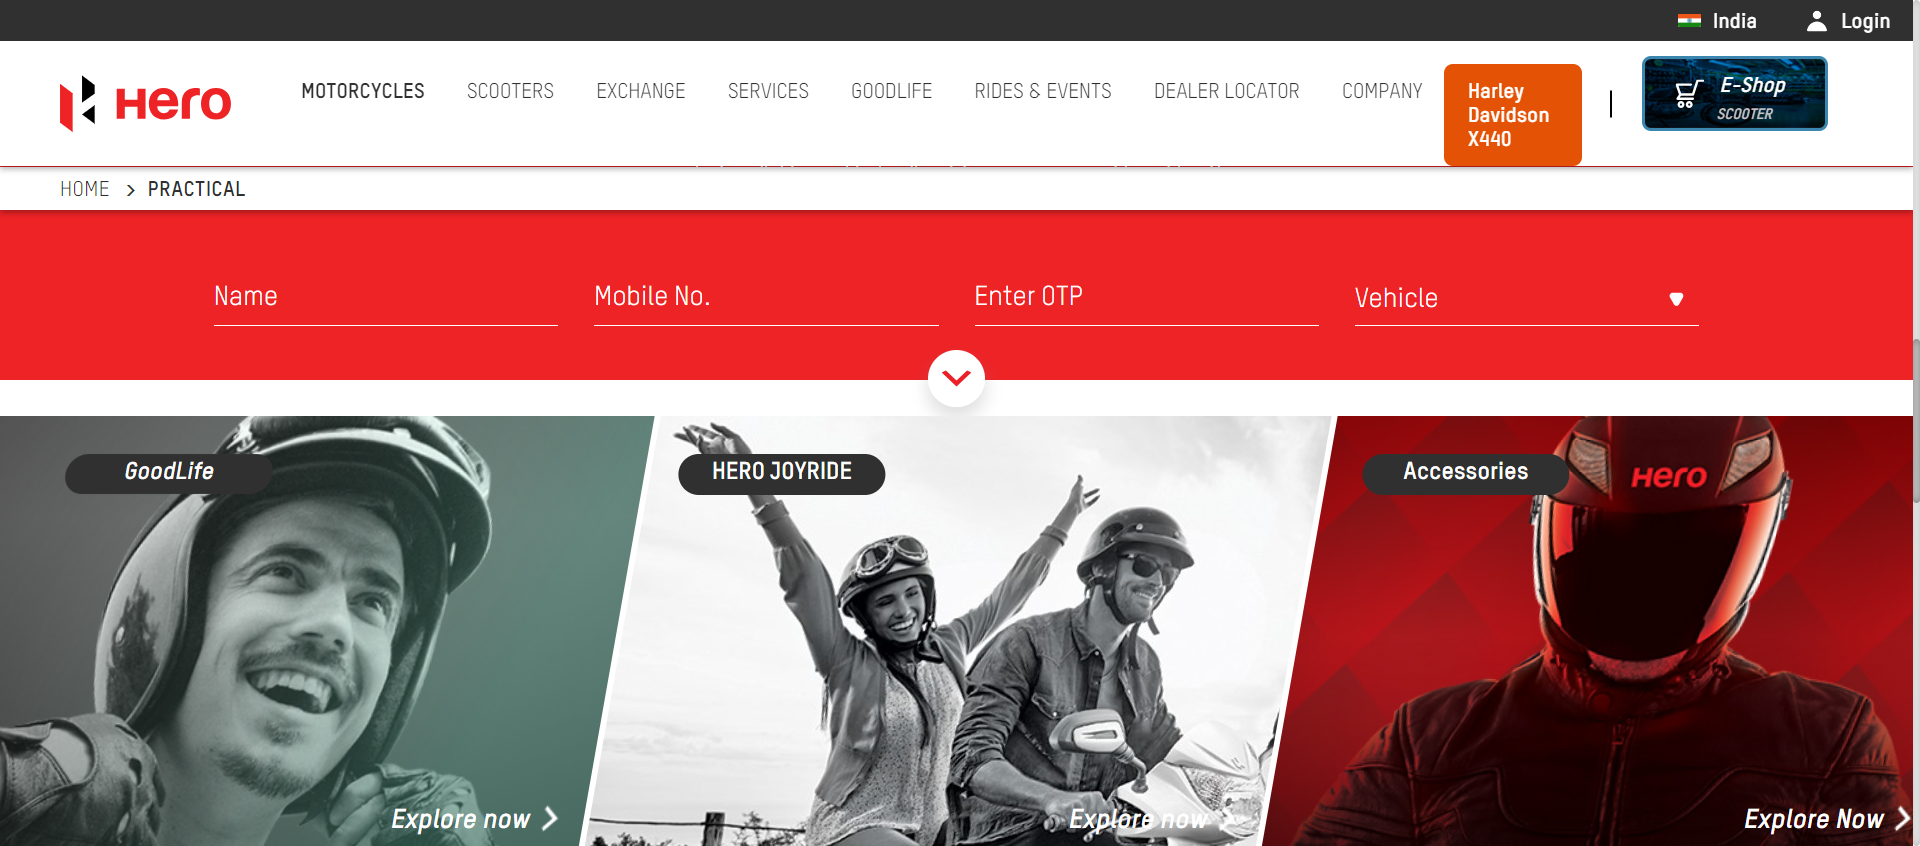 India
Login
Hero
MOTORCYCLES
SCOOTERS
EXCHANGE
SERVICES
GOODLIFE
RIDES & EVENTS
DEALER LOCATOR
COMPANY
Harley
Davidson
X440
E-Shop
SCOOTER
HOME > PRACTICAL
Name
Mobile No.
Enter OTP
Vehicle
GoodLife
HERO JOYRIDE
Accessories
Hero
Explore now
Explore now
Explore Now